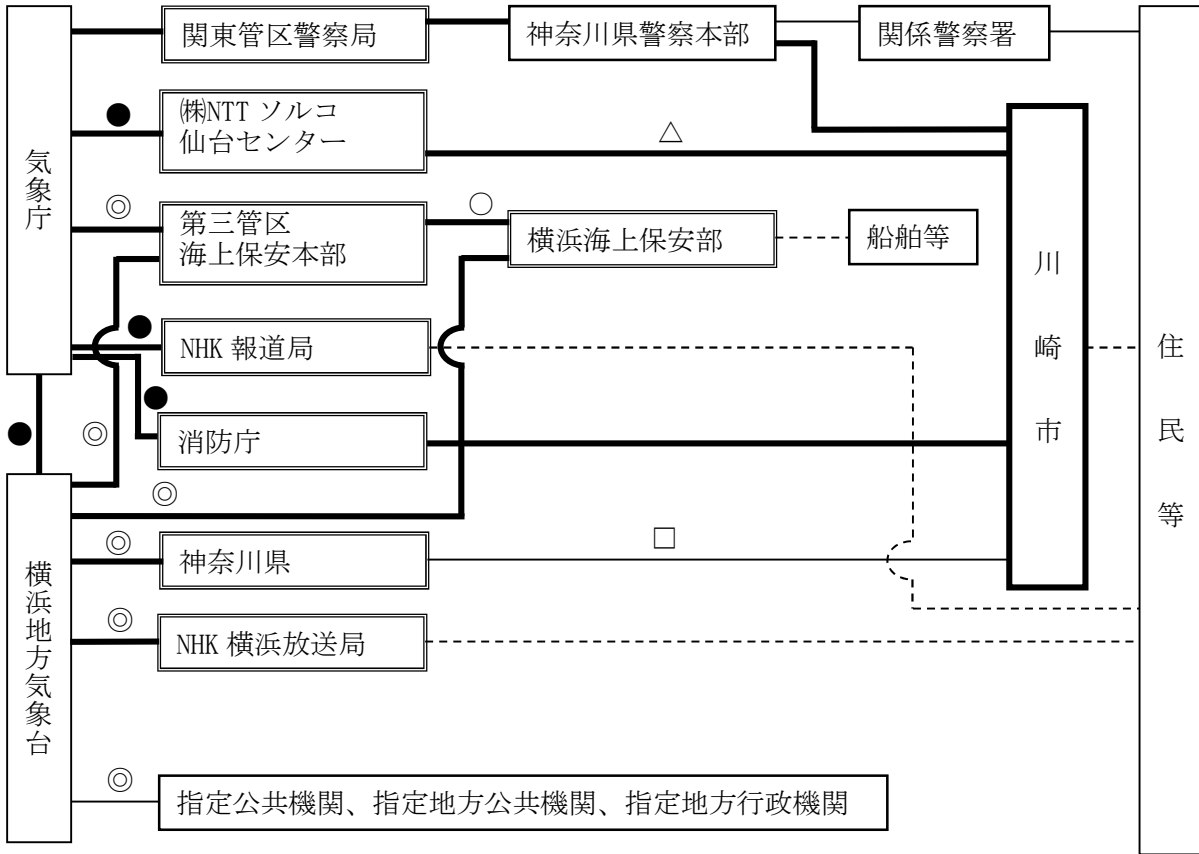 関東管区警察局
神奈川県警察本部
関係警察署
●
㈱NTT ソルコ
仙台センター
△
気象庁
◎
第三管区
海上保安本部
○
横浜海上保安部
船舶等
川崎市
住民等
●
NHK 報道局
●
消防庁
●
◎
◎
◎
神奈川県
□
横浜地方気象台
◎
NHK 横浜放送局
◎
指定公共機関、指定地方公共機関、指定地方行政機関